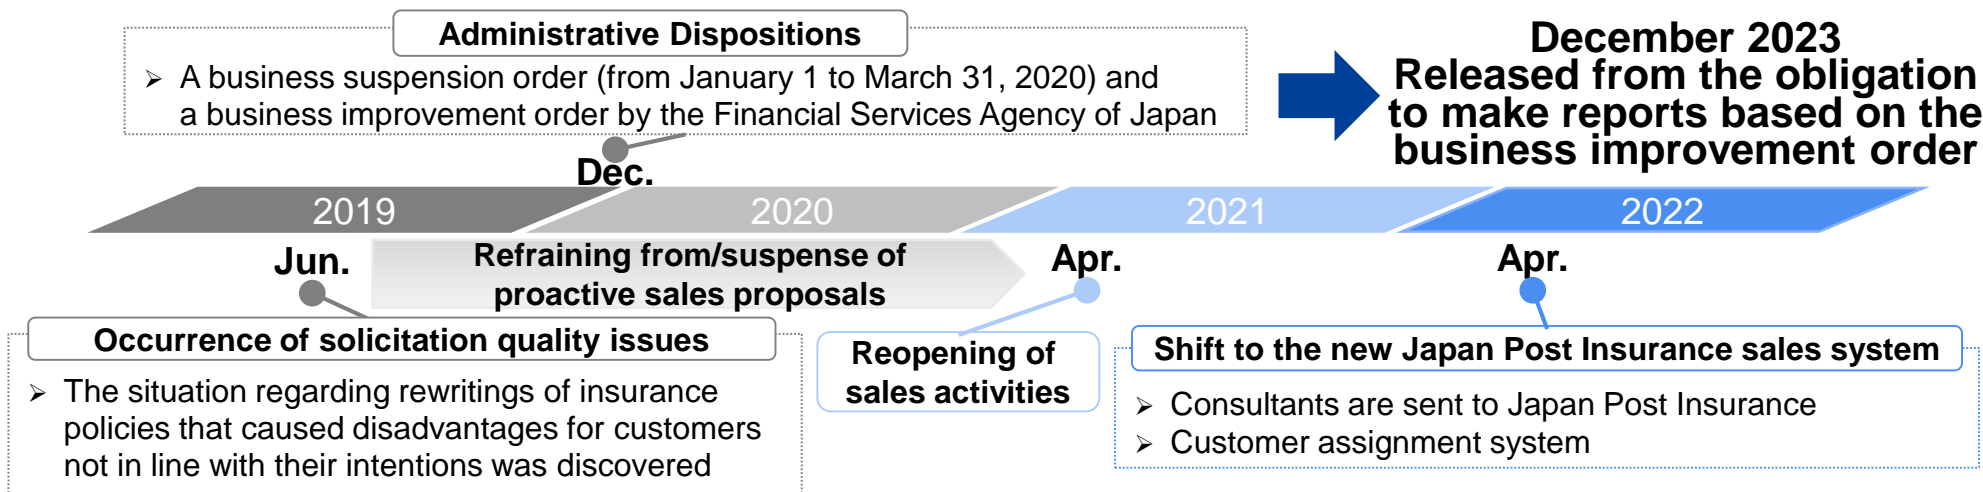 Administrative Dispositions
➢ A business suspension order (from January 1 to March 31, 2020) and
a business improvement order by the Financial Services Agency of Japan
December 2023
Released from the obligation
to make reports based on the
business improvement order
Dec.
2019
2020
2021
2022
Jun.
Refraining from/suspense of
proactive sales proposals
Apr.
Apr.
Occurrence of solicitation quality issues
➢ The situation regarding rewritings of insurance
policies that caused disadvantages for customers
not in line with their intentions was discovered
Reopening of
sales activities
Shift to the new Japan Post Insurance sales system
➢ Consultants are sent to Japan Post Insurance
➢ Customer assignment system